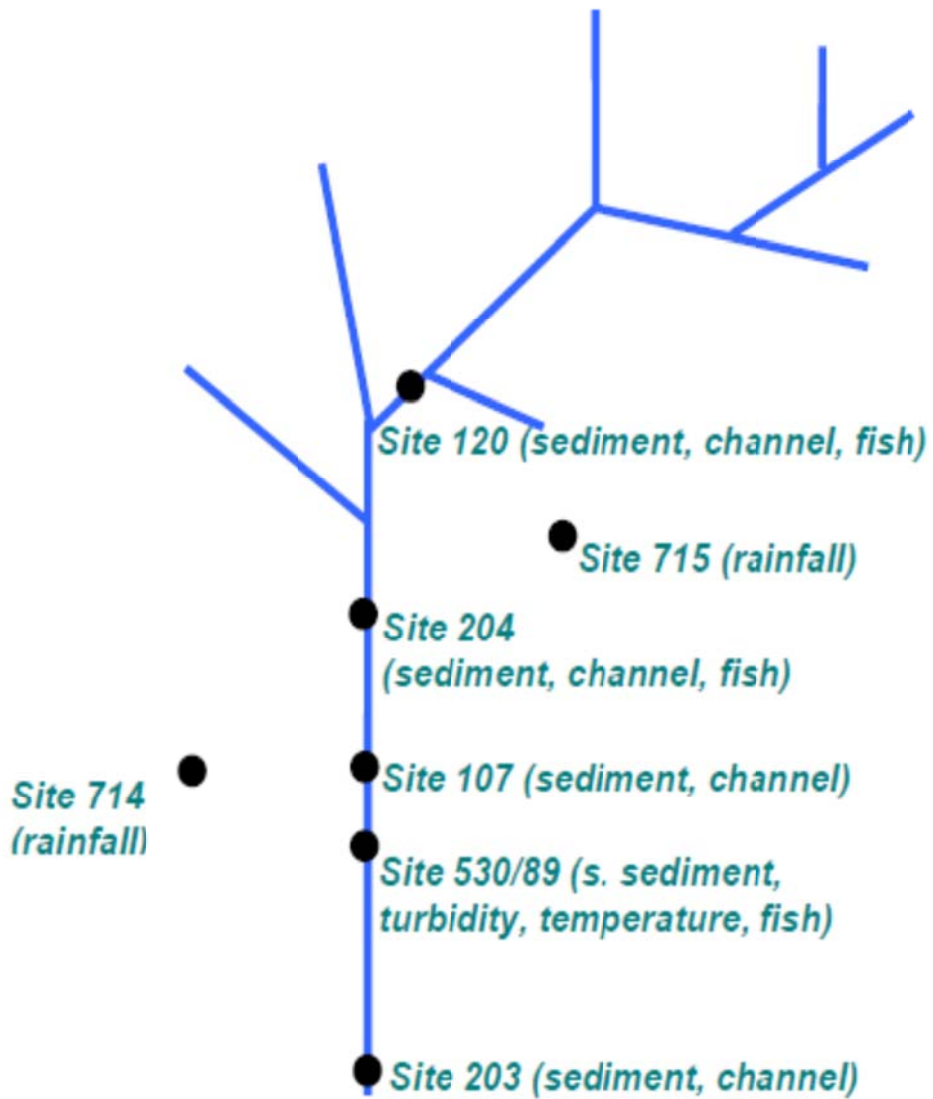 Site 120 (sediment, channel, fish)
Site 715 (rainfall)
Site 204
(sediment, channel, fish)
Site 107 (sediment, channel)
Site 714
(rainfall)
Site 530/89 (s. sediment,
turbidity, temperature, fish)
Site 203 (sediment, channel)